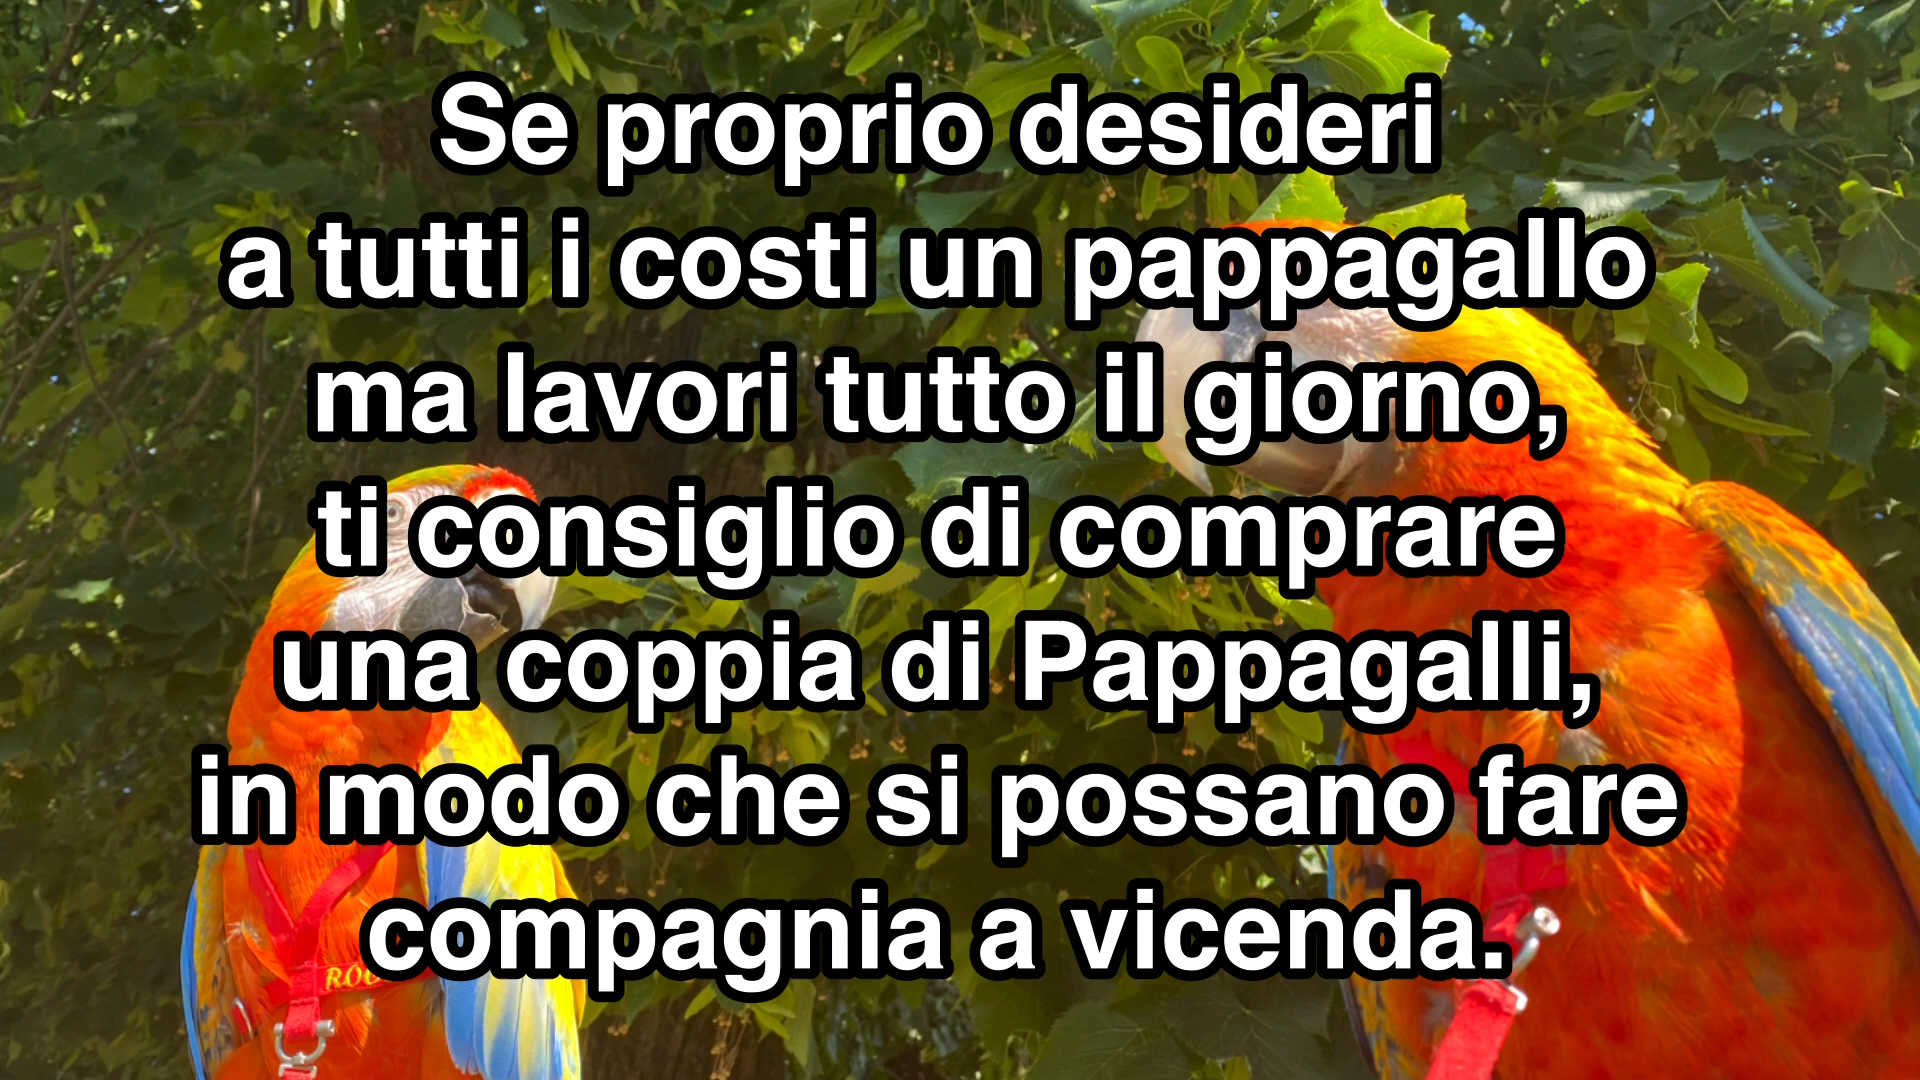 Se proprio desideri
a tutti i costi un pappagallo
ma lavori tutto il giorno,
ti consiglio di comprare
una coppia di Pappagalli,
in modo che si possano fare
compagnia a vicenda.